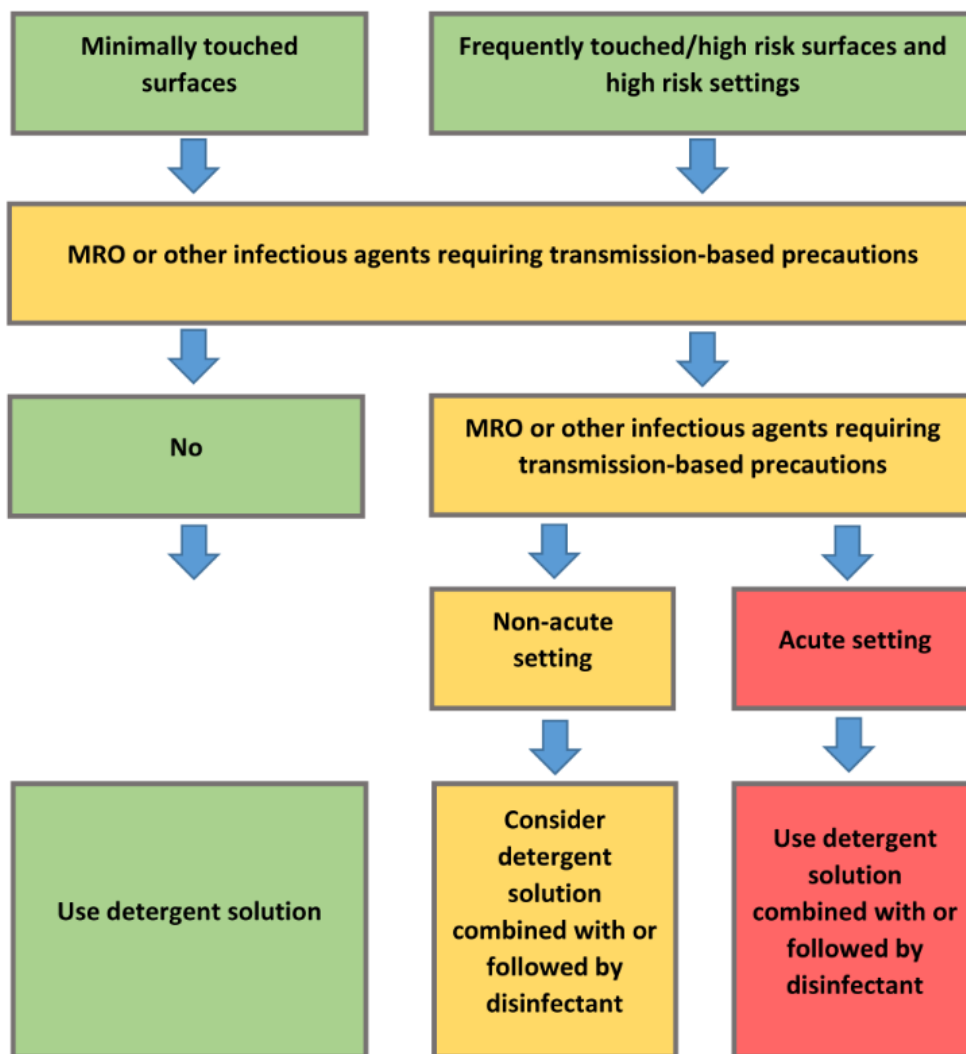 Minimally touched
surfaces
Frequently touched/high risk surfaces and
high risk settings
MRO or other infectious agents requiring transmission-based precautions
No
MRO or other infectious agents requiring
transmission-based precautions
Non-acute
setting
Acute setting
Use detergent solution
Consider
detergent
solution
combined with or
followed by
disinfectant
Use detergent
solution
combined with or
followed by
disinfectant